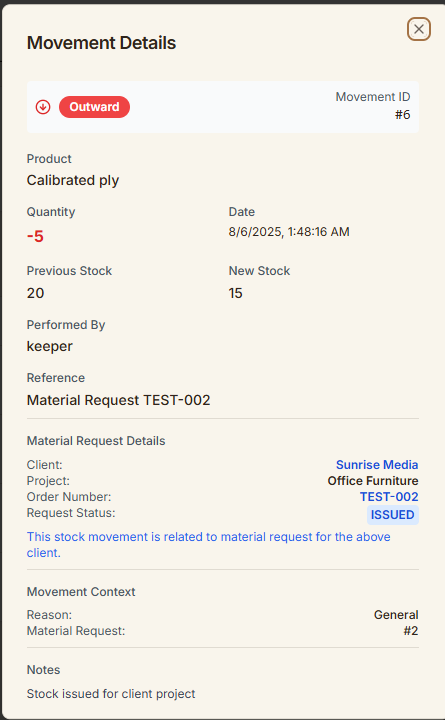 Movement Details
Outward
Movement ID
#6
Product
Calibrated ply
Quantity
Date
-5
8/6/2025, 1:48:16 AM
Previous Stock
New Stock
20
15
Performed By
keeper
Reference
Material Request TEST-002
Material Request Details
Client: Sunrise Media
Project: Office Furniture
Order Number: TEST-002
Request Status: ISSUED
This stock movement is related to material request for the above
client.
Movement Context
Reason: General
Material Request: #2
Notes
Stock issued for client project